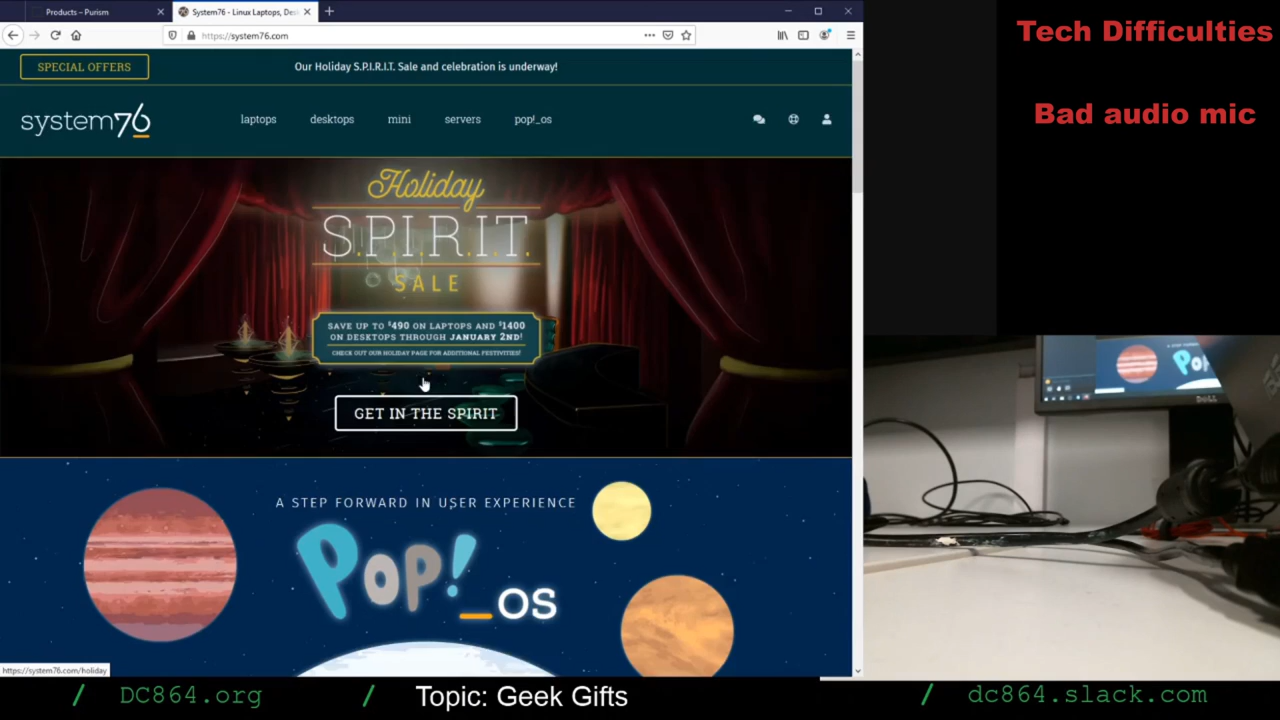 Products – Purism
System76 - Linux Laptops, Des
https://system76.com
SPECIAL OFFERS
Our Holiday S.P.I.R.I.T. Sale and celebration is underway!
system76
laptops
desktops
mini
servers
pop!_os
Holiday
S.P.I.R.I.T.
SALE
SAVE UP TO $490 ON LAPTOPS AND $1400
ON DESKTOPS THROUGH JANUARY 2ND!
CHECK OUT OUR HOLIDAY PAGE FOR ADDITIONAL FESTIVITIES!
GET IN THE SPIRIT
A STEP FORWARD IN USER EXPERIENCE
Pop!_OS
https://system76.com/holiday
Tech Difficulties
Bad audio mic
DELL
/ DC864.org
/ Topic: Geek Gifts
/ dc864.slack.com